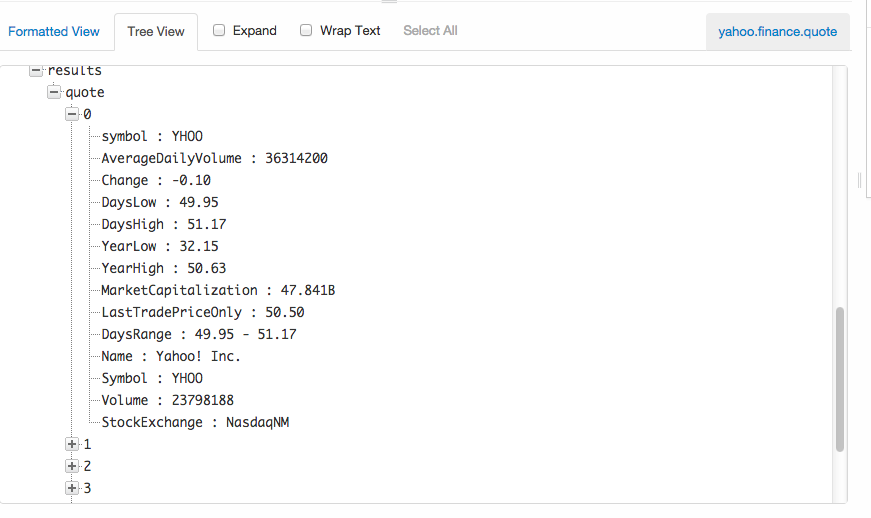 Formatted View Tree View Expand Wrap Text Select All yahoo.finance.quote
results
quote
0
symbol : YHOO
AverageDailyVolume : 36314200
Change : -0.10
DaysLow : 49.95
DaysHigh : 51.17
YearLow : 32.15
YearHigh : 50.63
MarketCapitalization : 47.841B
LastTradePriceOnly : 50.50
DaysRange : 49.95 - 51.17
Name : Yahoo! Inc.
Symbol : YHOO
Volume : 23798188
StockExchange : NasdaqNM
1
2
3